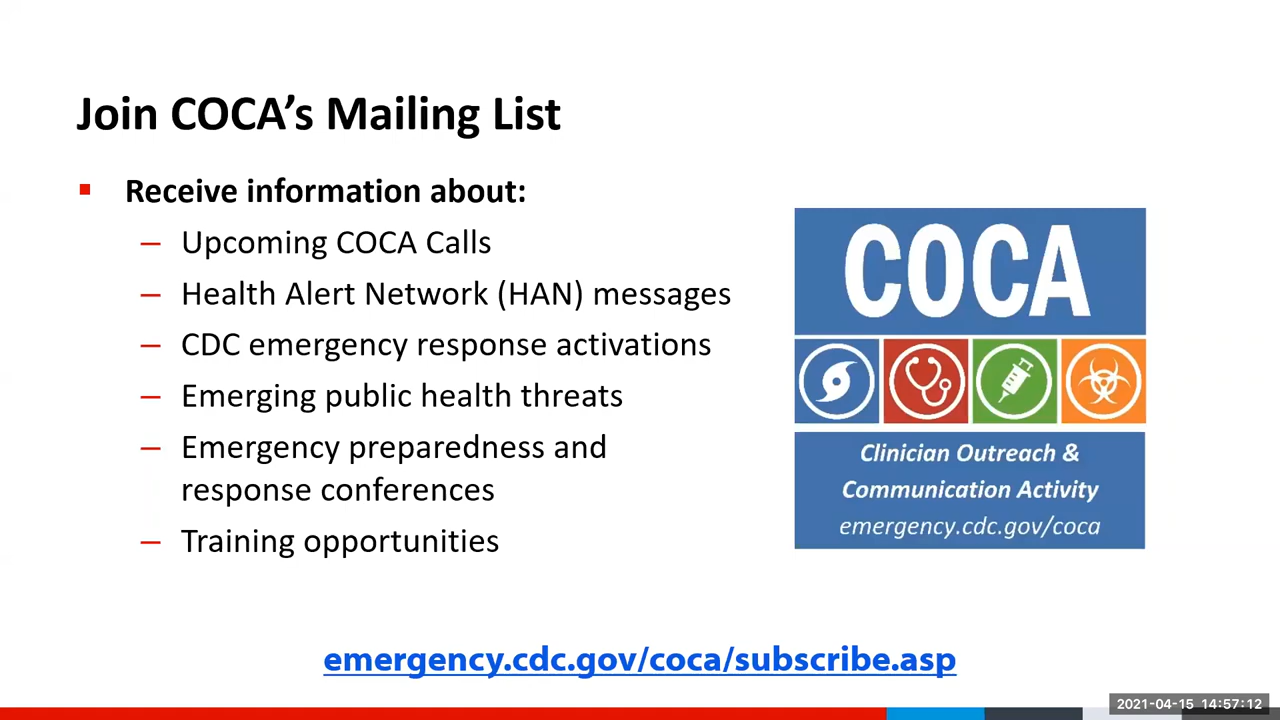 Join COCA’s Mailing List
Receive information about:
Upcoming COCA Calls
Health Alert Network (HAN) messages
CDC emergency response activations
Emerging public health threats
Emergency preparedness and
response conferences
Training opportunities
COCA
Clinician Outreach &
Communication Activity
emergency.cdc.gov/coca
emergency.cdc.gov/coca/subscribe.asp
2021-04-15 14:57:12